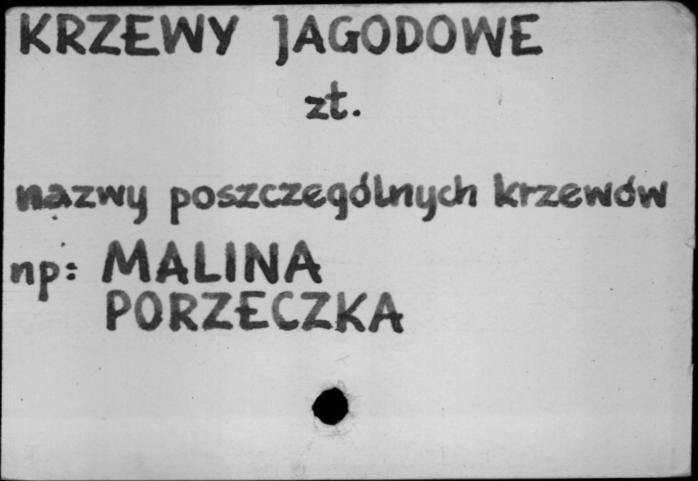 KRZEWY JAGODOWE
zt.
nazwy poszczególnych krzewów
np: MALINA
PORZECZKA